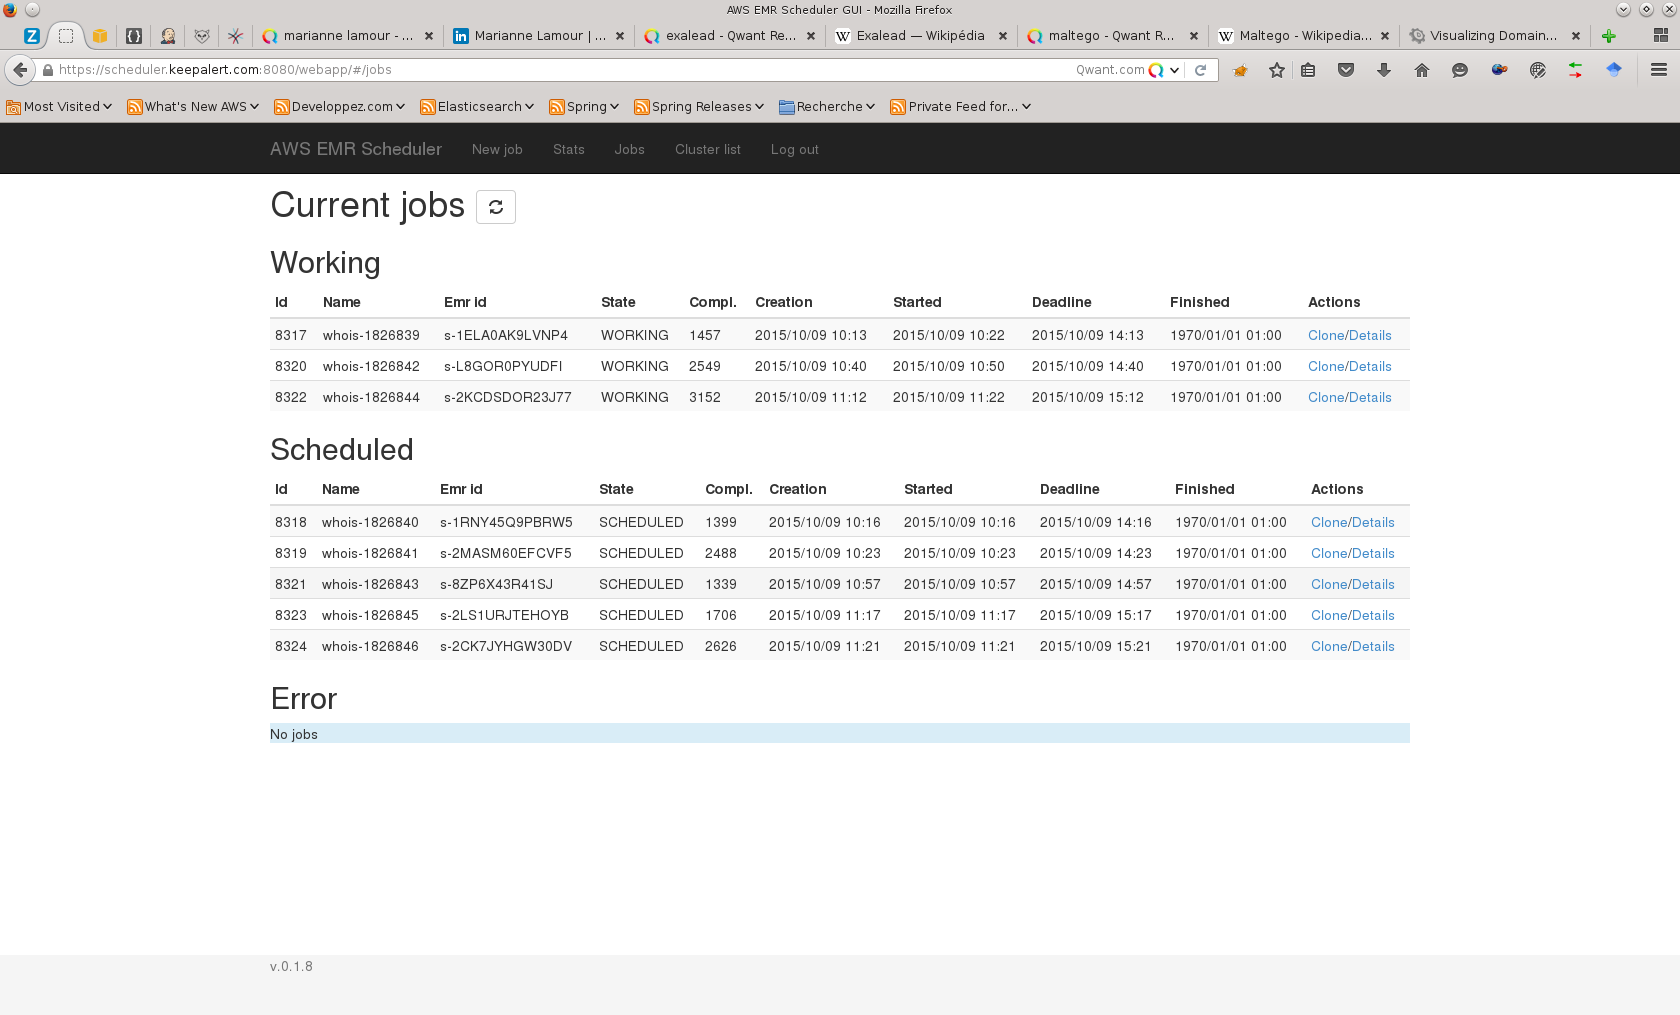 AWS EMR Scheduler GUI - Mozilla Firefox
marianne lamour - ... Marianne Lamour | ... exalead - Qwant Re... Exalead — Wikipédia maltego - Qwant R... Maltego - Wikipedia... Visualizing Domain...
https://scheduler.keepalert.com:8080/webapp/#/jobs Qwant.com
Most Visited What's New AWS Developpez.com Elasticsearch Spring Spring Releases Recherche Private Feed for...
AWS EMR Scheduler New job Stats Jobs Cluster list Log out
Current jobs
Working
Id Name Emr id State Compl. Creation Started Deadline Finished Actions
8317 whois-1826839 s-1ELA0AK9LVNP4 WORKING 1457 2015/10/09 10:13 2015/10/09 10:22 2015/10/09 14:13 1970/01/01 01:00 Clone/Details
8320 whois-1826842 s-L8GOR0PYUDFI WORKING 2549 2015/10/09 10:40 2015/10/09 10:50 2015/10/09 14:40 1970/01/01 01:00 Clone/Details
8322 whois-1826844 s-2KCDSDOR23J77 WORKING 3152 2015/10/09 11:12 2015/10/09 11:22 2015/10/09 15:12 1970/01/01 01:00 Clone/Details
Scheduled
Id Name Emr id State Compl. Creation Started Deadline Finished Actions
8318 whois-1826840 s-1RNY45Q9PBRW5 SCHEDULED 1399 2015/10/09 10:16 2015/10/09 10:16 2015/10/09 14:16 1970/01/01 01:00 Clone/Details
8319 whois-1826841 s-2MASM60EFCVF5 SCHEDULED 2488 2015/10/09 10:23 2015/10/09 10:23 2015/10/09 14:23 1970/01/01 01:00 Clone/Details
8321 whois-1826843 s-8ZP6X43R41SJ SCHEDULED 1339 2015/10/09 10:57 2015/10/09 10:57 2015/10/09 14:57 1970/01/01 01:00 Clone/Details
8323 whois-1826845 s-2LS1URJTEHOYB SCHEDULED 1706 2015/10/09 11:17 2015/10/09 11:17 2015/10/09 15:17 1970/01/01 01:00 Clone/Details
8324 whois-1826846 s-2CK7JYHGW30DV SCHEDULED 2626 2015/10/09 11:21 2015/10/09 11:21 2015/10/09 15:21 1970/01/01 01:00 Clone/Details
Error
No jobs
v.0.1.8